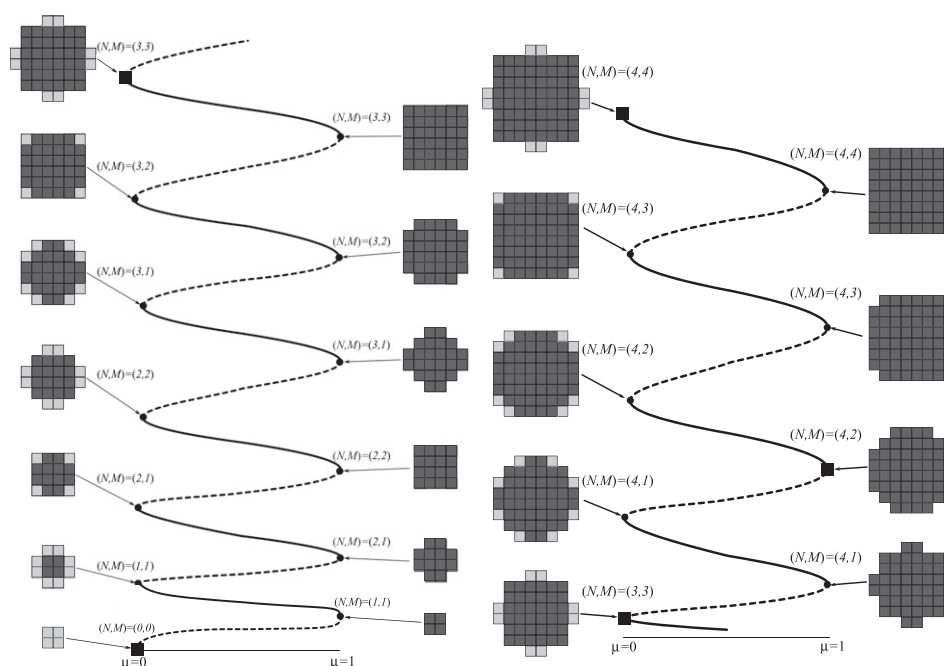 (N,M)=(3,3)
(N,M)=(3,3)
(N,M)=(3,2)
(N,M)=(3,2)
(N,M)=(3,1)
(N,M)=(3,1)
(N,M)=(2,2)
(N,M)=(2,2)
(N,M)=(2,1)
(N,M)=(2,1)
(N,M)=(1,1)
(N,M)=(1,1)
(N,M)=(0,0)
μ=0
μ=1
(N,M)=(4,4)
(N,M)=(4,4)
(N,M)=(4,3)
(N,M)=(4,3)
(N,M)=(4,2)
(N,M)=(4,2)
(N,M)=(4,1)
(N,M)=(4,1)
(N,M)=(3,3)
μ=0
μ=1